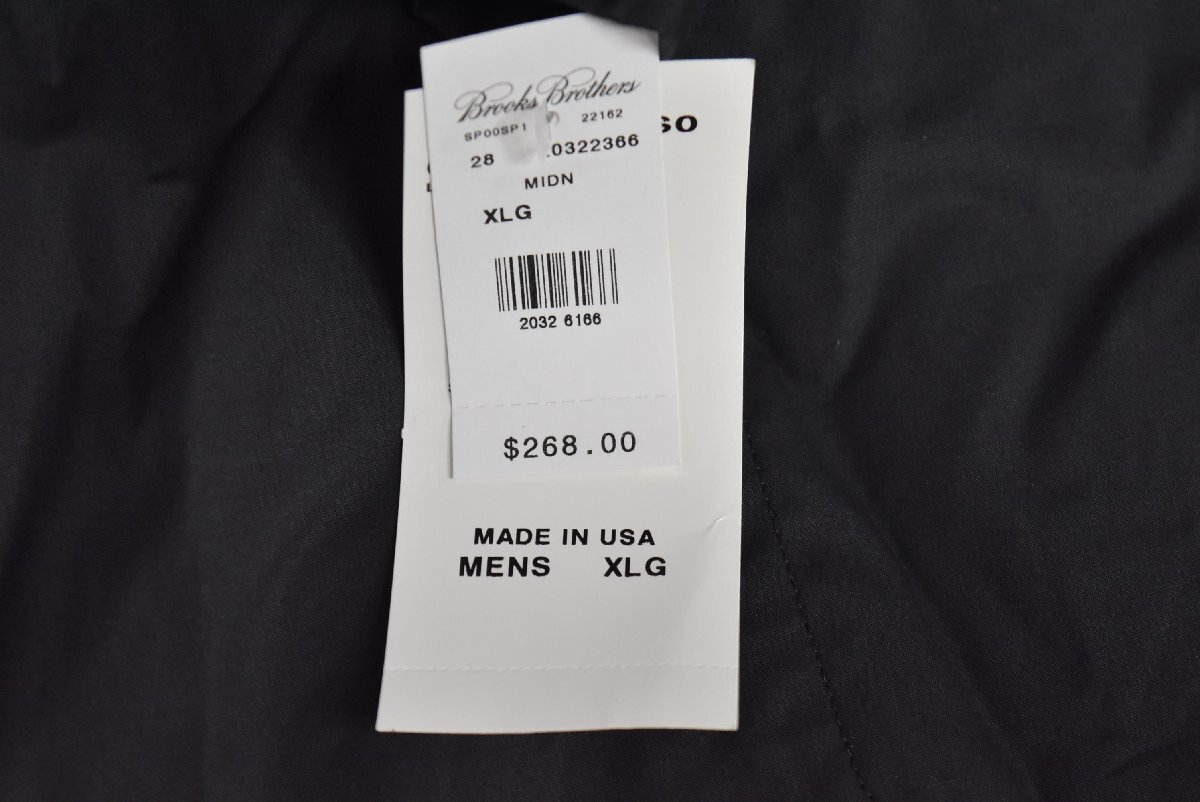 Brooks Brothers
SP00SP1 22162
28 .0322366
MIDN
XLG
2032 6166
$268.00
SO
MADE IN USA
MENS XLG